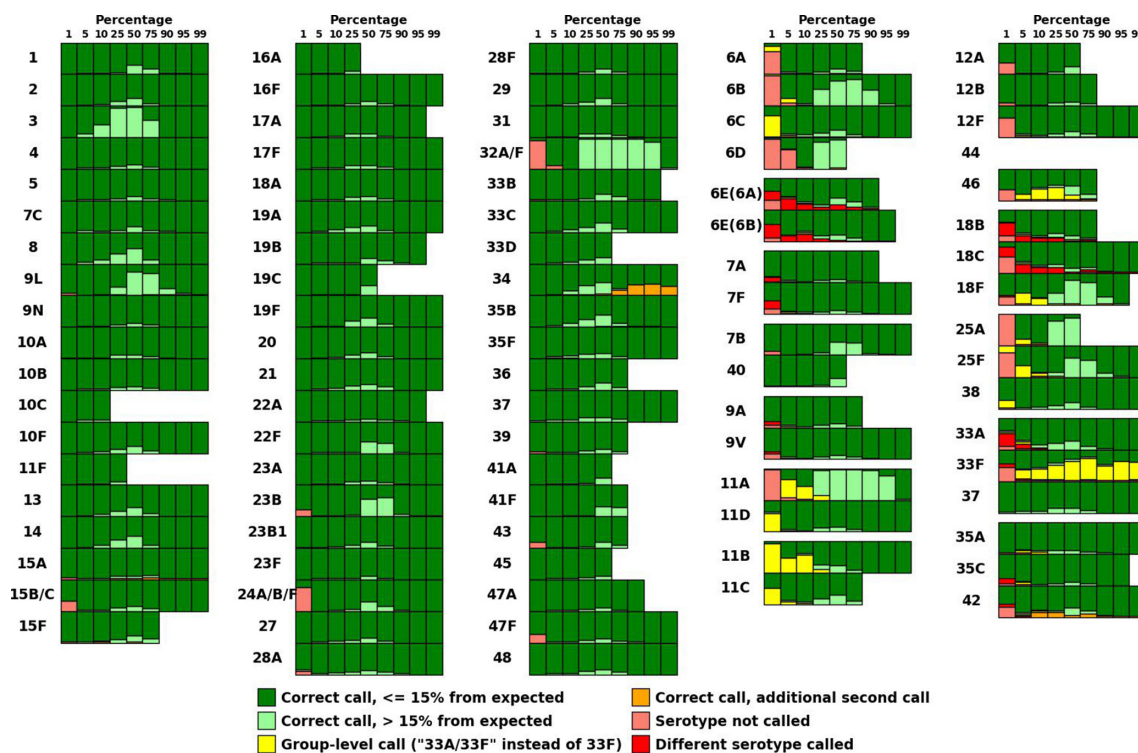 Percentage
1 5 10 25 50 75 90 95 99
1
2
3
4
5
7C
8
9L
9N
10A
10B
10C
10F
11F
13
14
15A
15B/C
15F
Percentage
1 5 10 25 50 75 90 95 99
16A
16F
17A
17F
18A
19A
19B
19C
19F
20
21
22A
22F
23A
23B
23B1
23F
24A/B/F
27
28A
Percentage
1 5 10 25 50 75 90 95 99
28F
29
31
32A/F
33B
33C
33D
34
35B
35F
36
37
39
41A
41F
43
45
47A
47F
48
Percentage
1 5 10 25 50 75 90 95 99
6A
6B
6C
6D
6E(6A)
6E(6B)
7A
7F
7B
40
9A
9V
11A
11D
11B
11C
Percentage
1 5 10 25 50 75 90 95 99
12A
12B
12F
44
46
18B
18C
18F
25A
25F
38
33A
33F
37
35A
35C
42
Correct call, <= 15% from expected
Correct call, > 15% from expected
Group-level call ("33A/33F" instead of 33F)
Correct call, additional second call
Serotype not called
Different serotype called